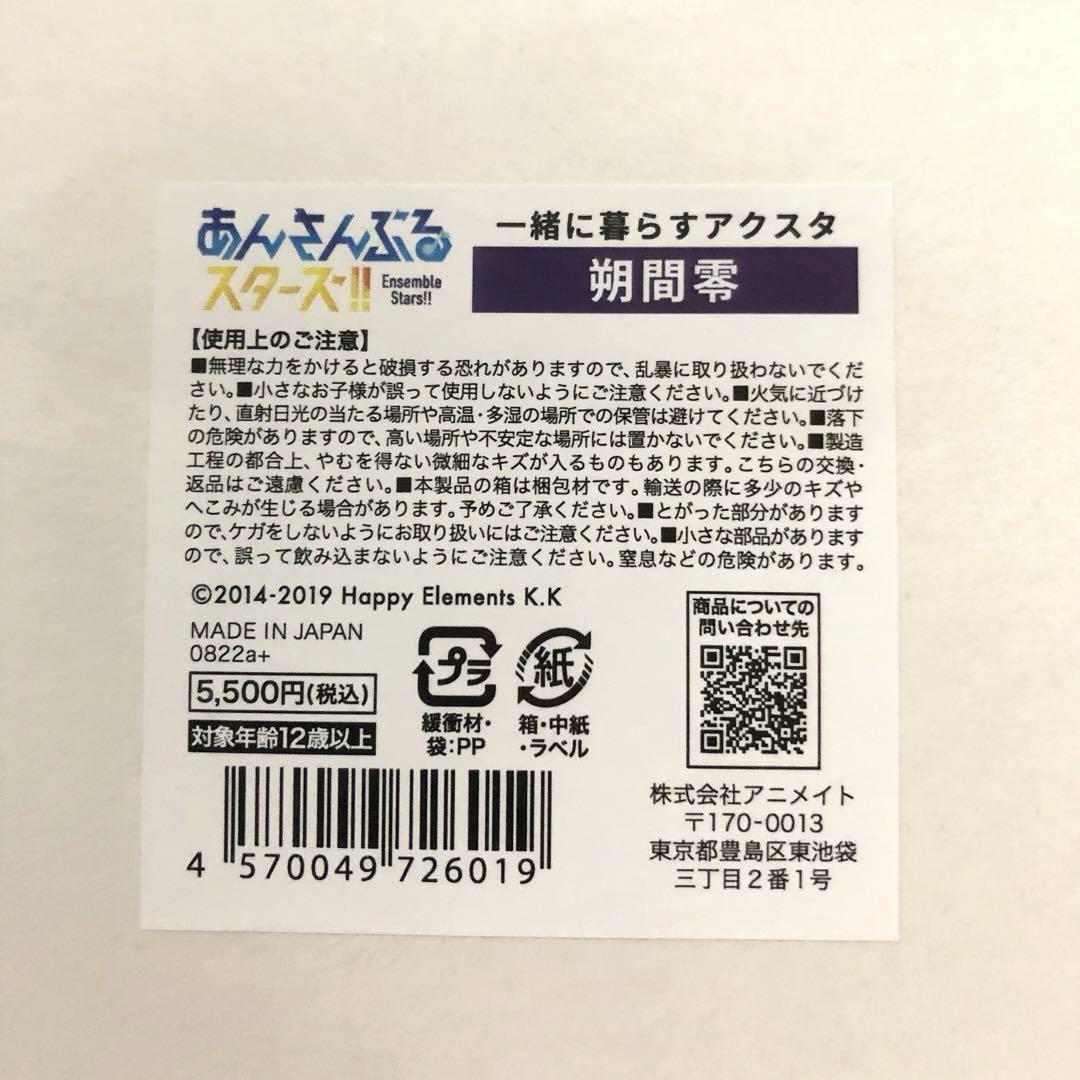 あんさんぶる
スターズ!!
Ensemble
Stars!!
一緒に暮らすアクスタ
朔間零
【使用上のご注意】
■無理な力をかけると破損する恐れがありますので、乱暴に取り扱わないでくだ
さい。■小さなお子様が誤って使用しないようにご注意ください。■火気に近づけ
たり、直射日光の当たる場所や高温・多湿の場所での保管は避けてください。■落下
の危険がありますので、高い場所や不安定な場所には置かないでください。■製造
工程の都合上、やむを得ない微細なキズが入るものもあります。こちらの交換・
返品はご遠慮ください。■本製品の箱は梱包材です。輸送の際に多少のキズや
へこみが生じる場合があります。予めご了承ください。■とがった部分があります
ので、ケガをしないようにお取り扱いにはご注意ください。■小さな部品があります
ので、誤って飲み込まないようにご注意ください。窒息などの危険があります。
©2014-2019 Happy Elements K.K
MADE IN JAPAN
0822a+
5,500円(税込)
対象年齢12歳以上
プラ
緩衝材・
袋:PP
紙
箱・中紙
・ラベル
商品についての
問い合わせ先
4 570049 726019
株式会社アニメイト
〒170-0013
東京都豊島区東池袋
三丁目2番1号